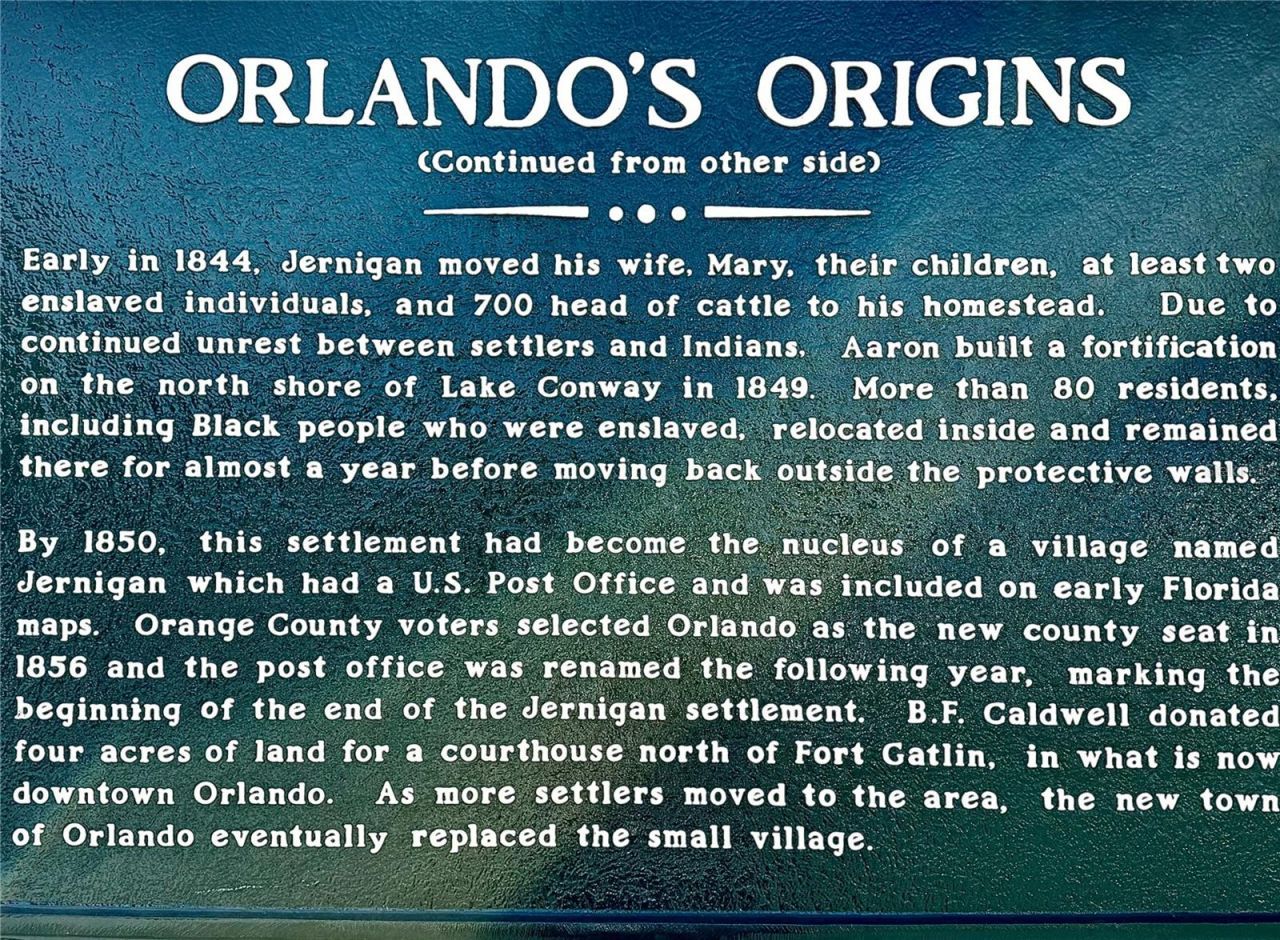 ORLANDO'S ORIGINS
(Continued from other side)
Early in 1844, Jernigan moved his wife, Mary, their children, at least two
enslaved individuals, and 700 head of cattle to his homestead. Due to
continued unrest between settlers and Indians, Aaron built a fortification
on the north shore of Lake Conway in 1849. More than 80 residents,
including Black people who were enslaved, relocated inside and remained
there for almost a year before moving back outside the protective walls.
By 1850, this settlement had become the nucleus of a village named
Jernigan which had a U.S. Post Office and was included on early Florida
maps. Orange County voters selected Orlando as the new county seat in
1856 and the post office was renamed the following year, marking the
beginning of the end of the Jernigan settlement. B.F. Caldwell donated
four acres of land for a courthouse north of Fort Gatlin, in what is now
downtown Orlando. As more settlers moved to the area, the new town
of Orlando eventually replaced the small village.